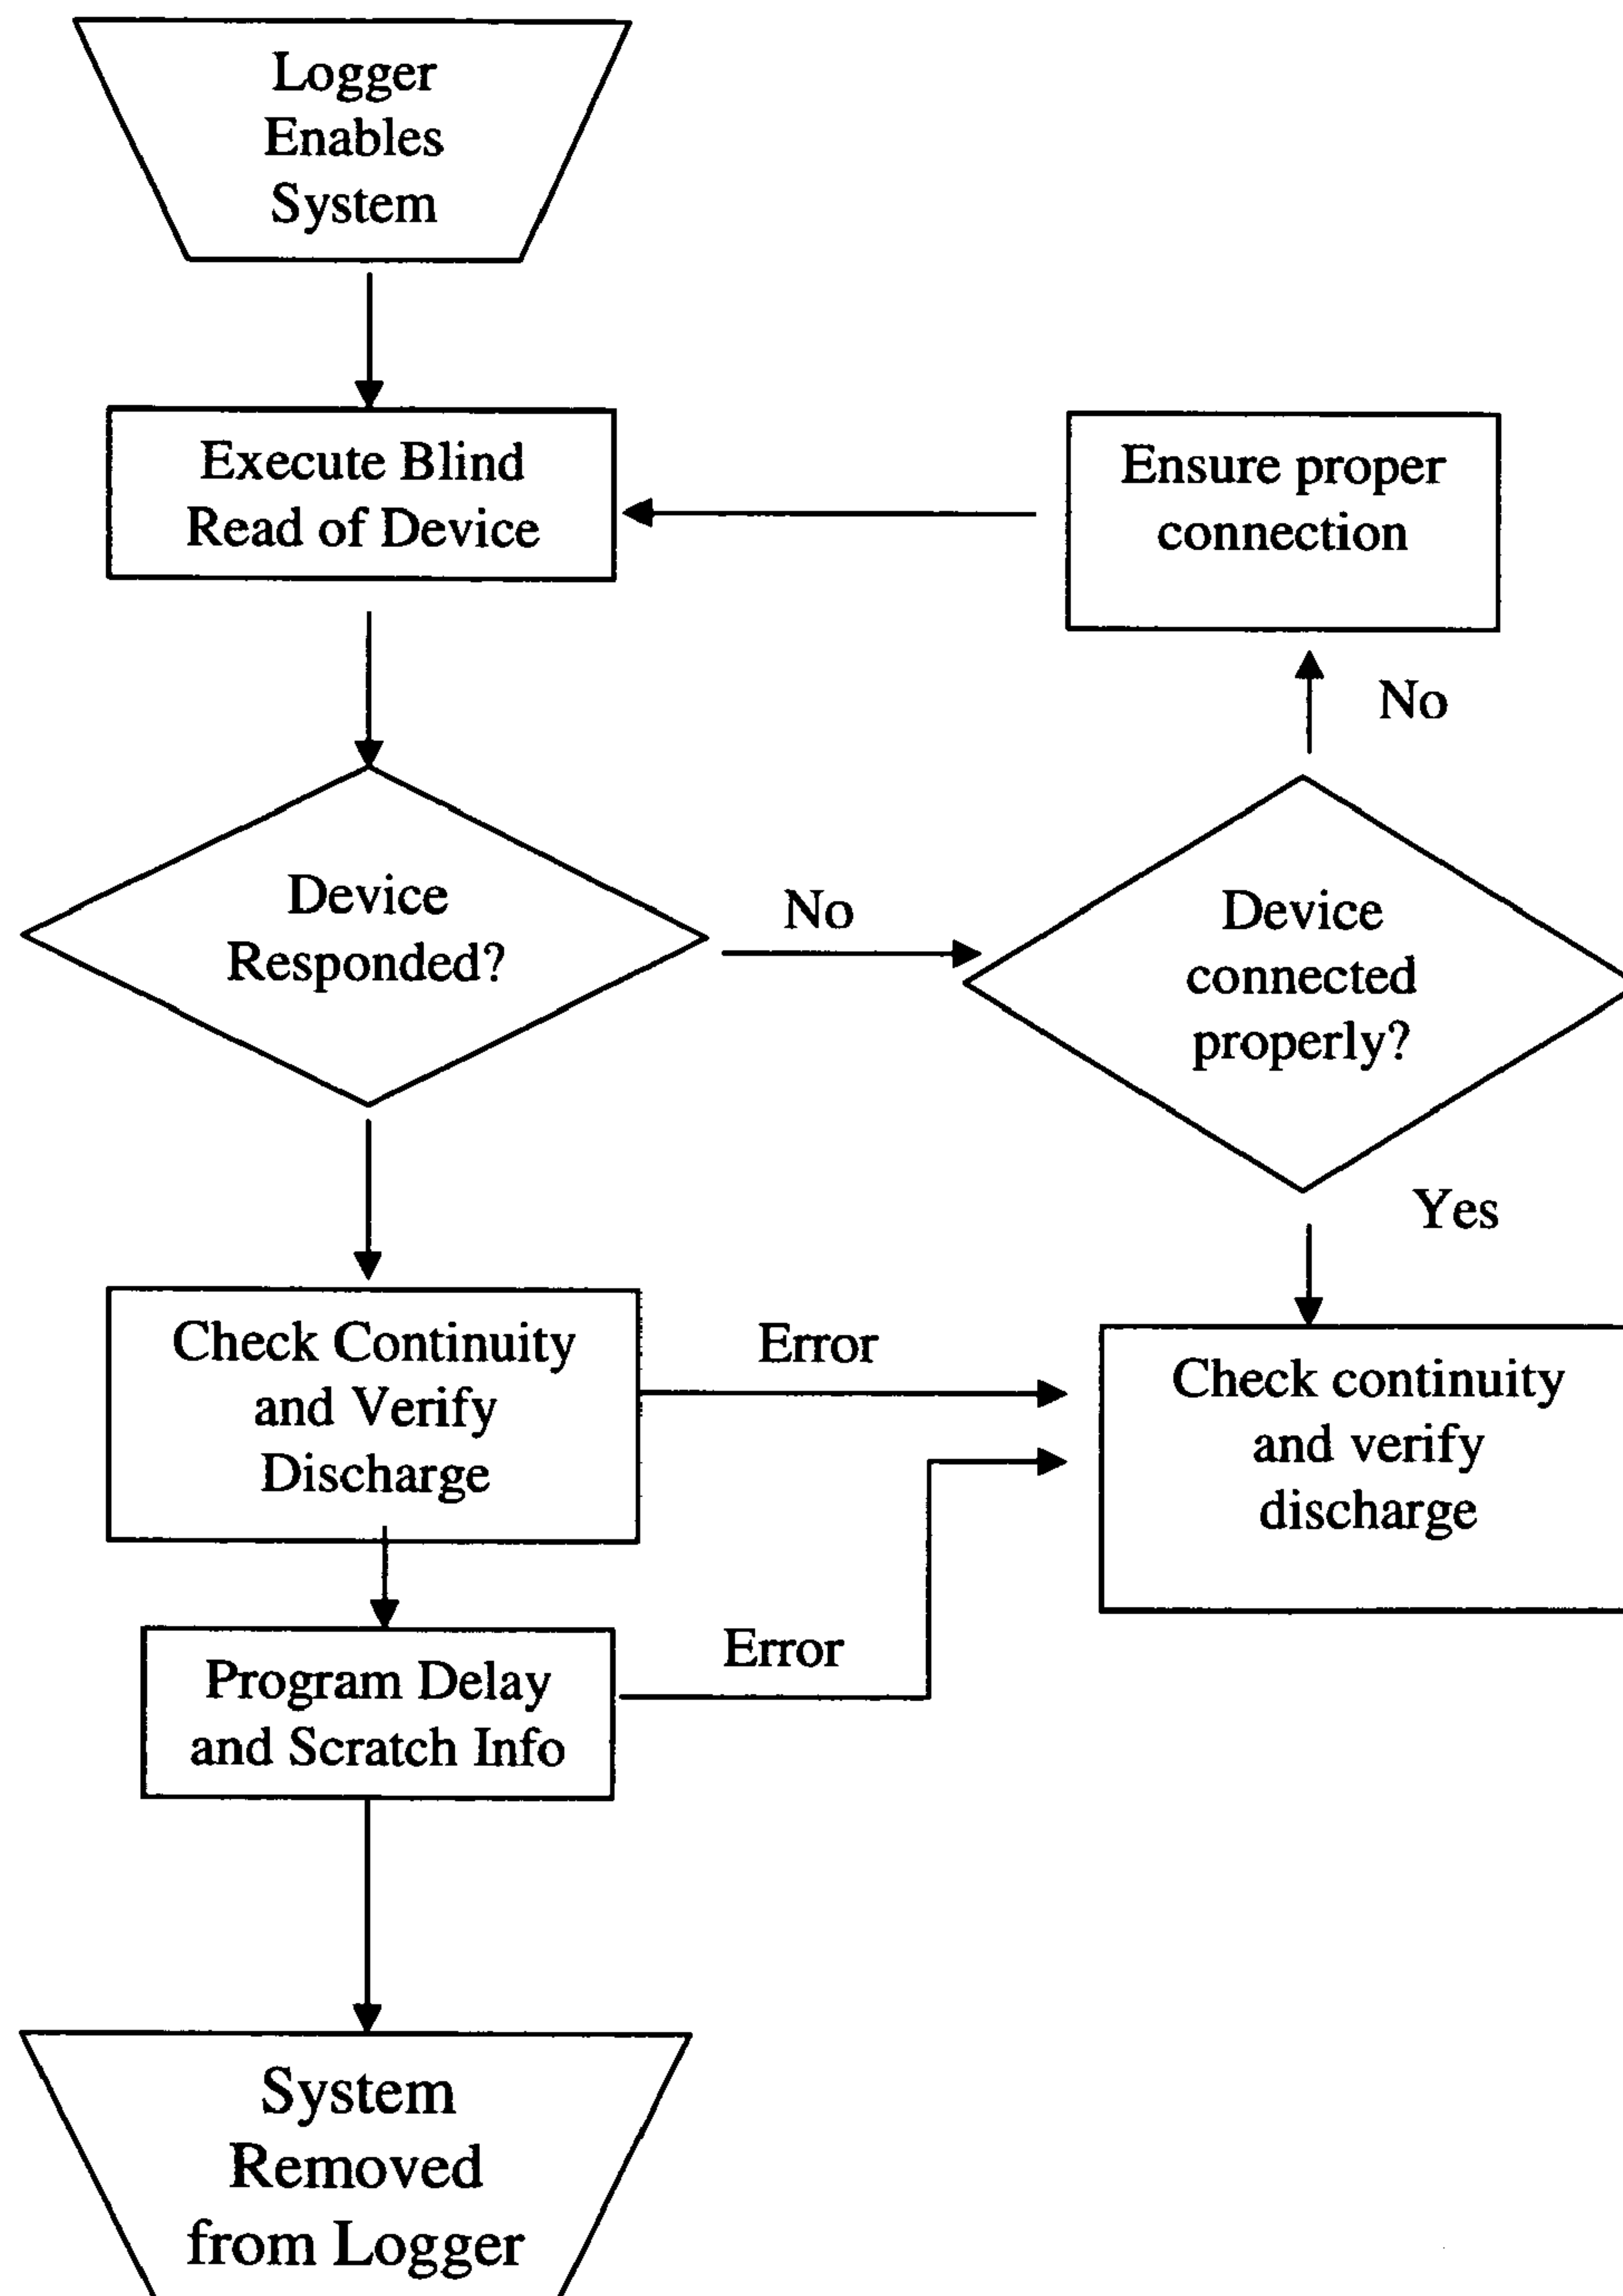 Logger
Enables
System
Execute Blind
Read of Device
Ensure proper
connection
No
Device
Responded?
No
Device
connected
properly?
Yes
Check Continuity
and Verify
Discharge
Error
Check continuity
and verify
discharge
Program Delay
and Scratch Info
Error
System
Removed
from Logger